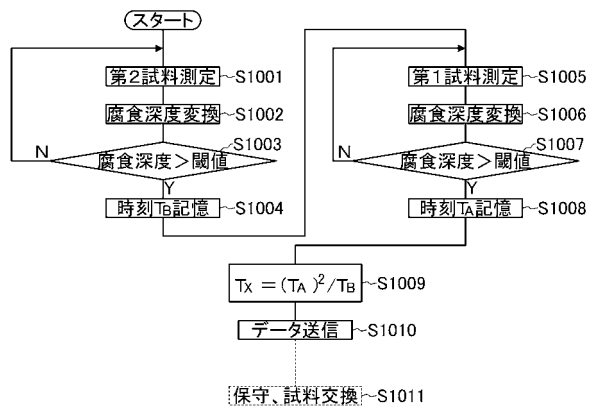 スタート
第2試料測定 S1001
腐食深度変換 S1002
腐食深度>閾値 S1003
N
Y
時刻TB記憶 S1004
第1試料測定 S1005
腐食深度変換 S1006
腐食深度>閾値 S1007
N
Y
時刻TA記憶 S1008
TX=(TA)²/TB S1009
データ送信 S1010
保守、試料交換 S1011